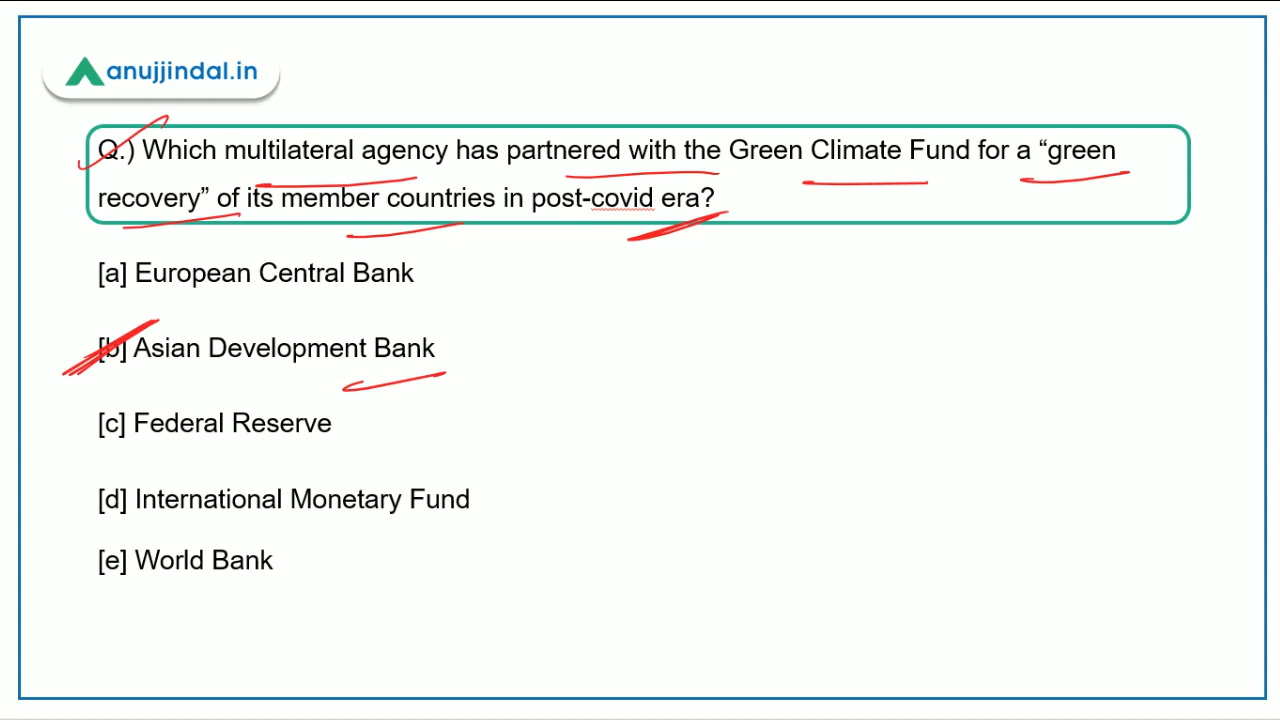 anujjindal.in
Q.) Which multilateral agency has partnered with the Green Climate Fund for a “green
recovery” of its member countries in post-covid era?
[a] European Central Bank
[b] Asian Development Bank
[c] Federal Reserve
[d] International Monetary Fund
[e] World Bank